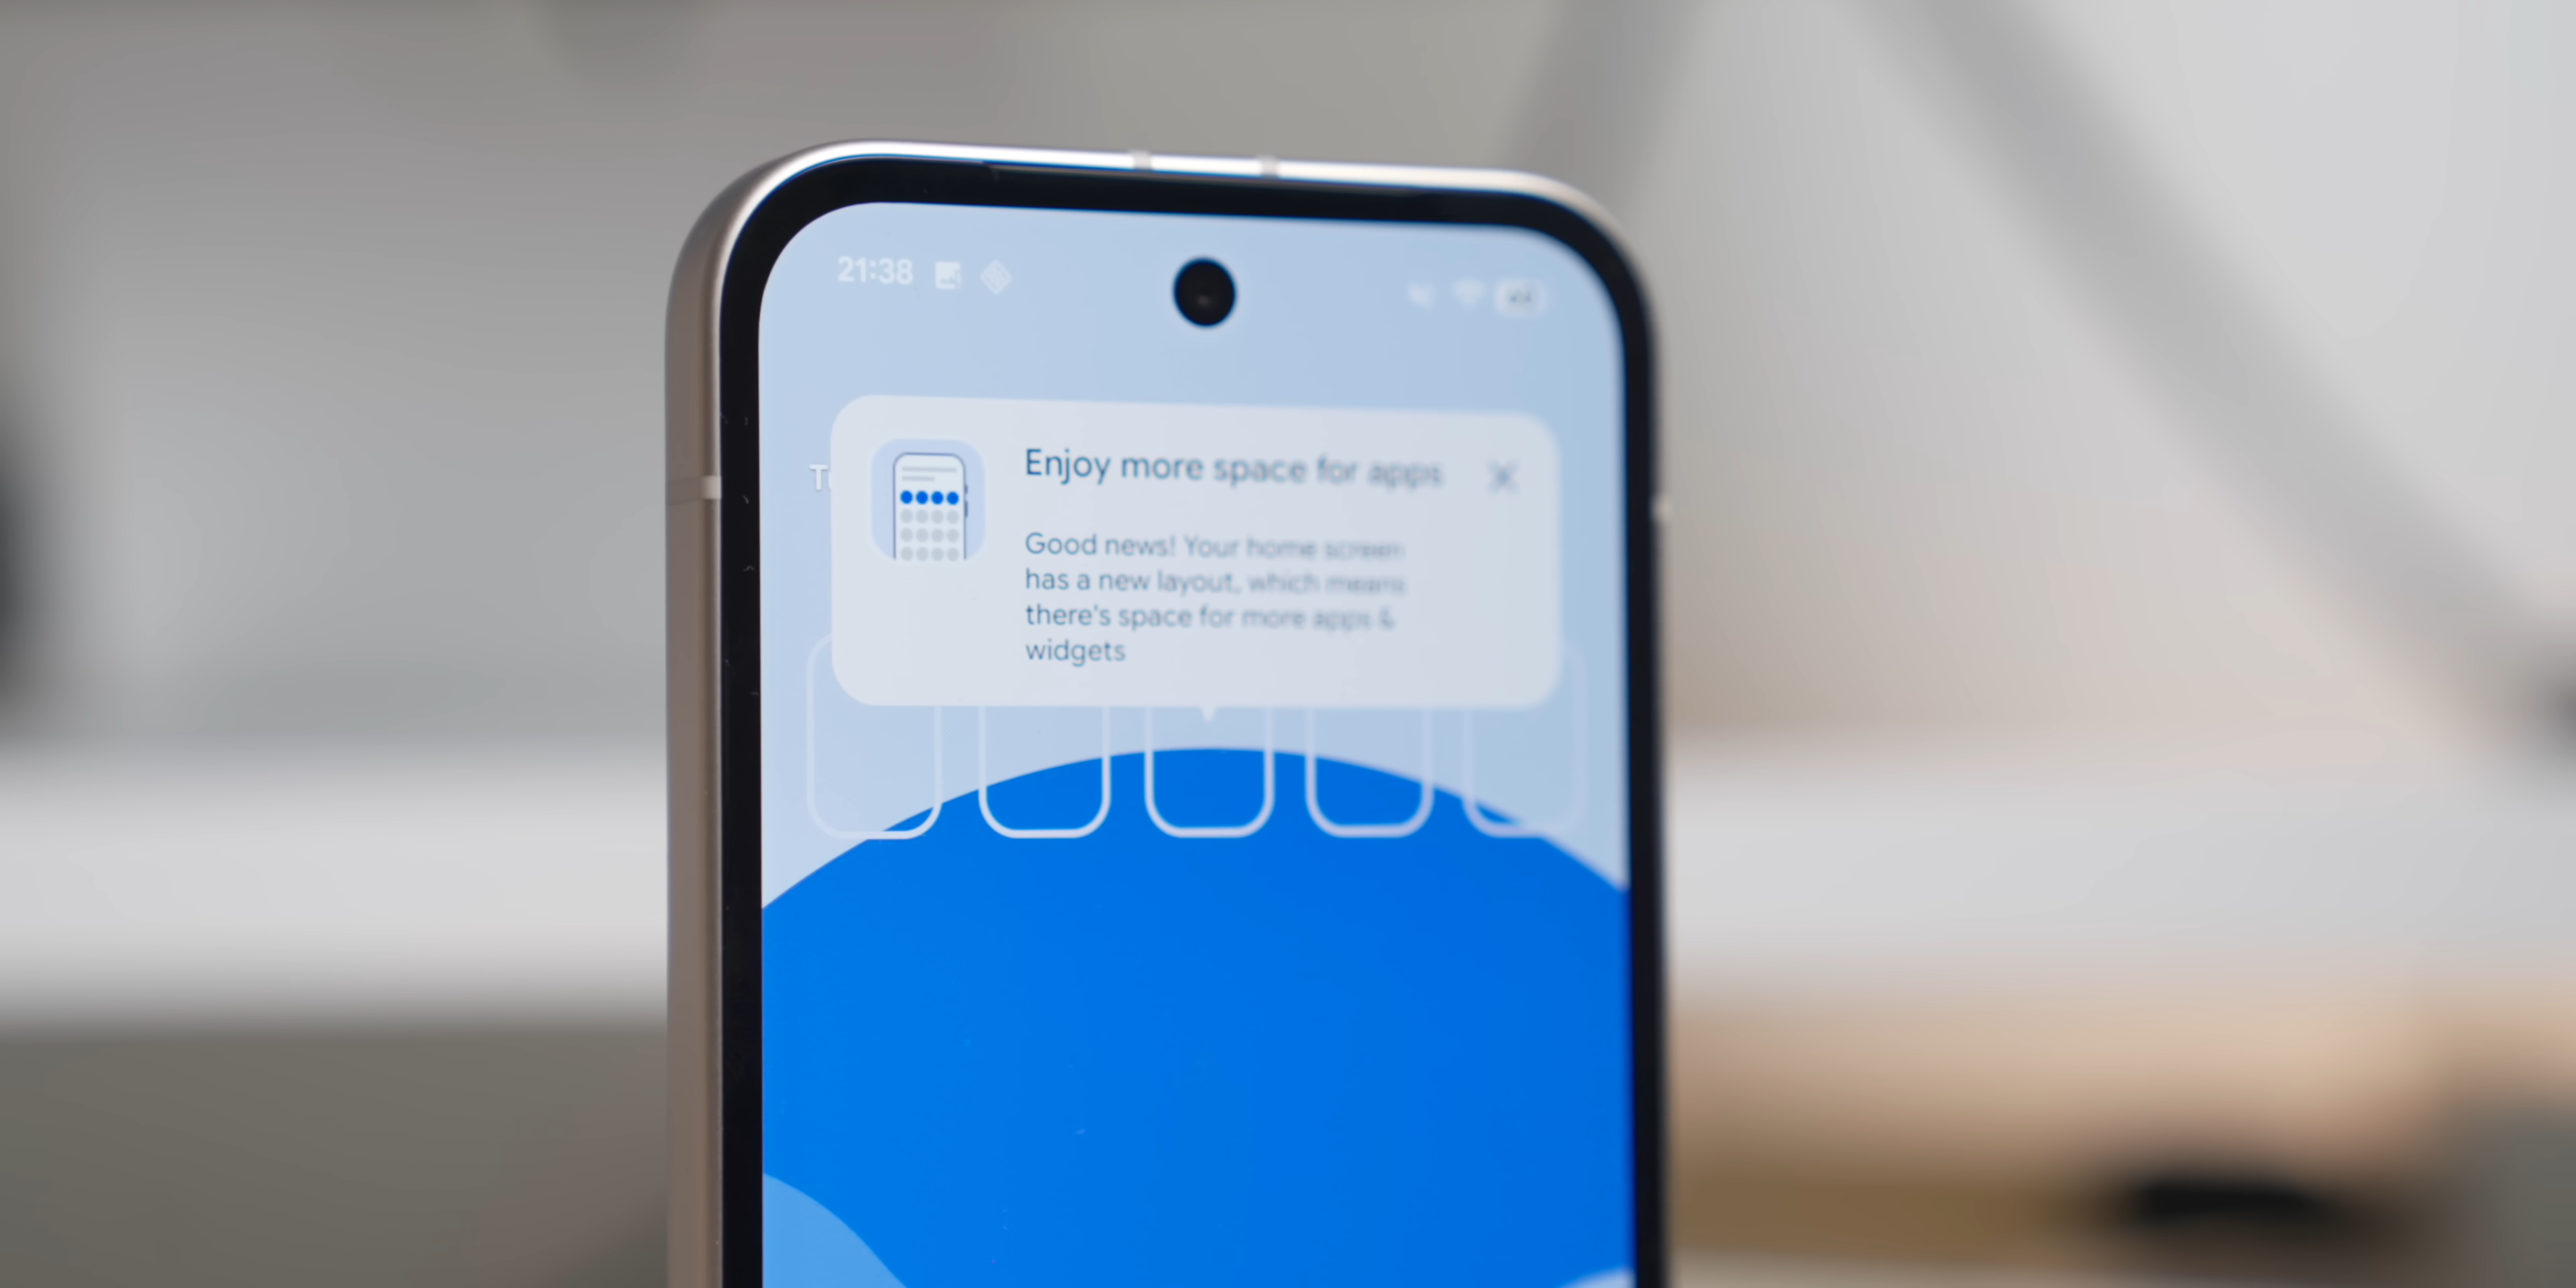 21:38
Enjoy more space for apps
Good news! Your home screen
has a new layout, which means
there's space for more apps &
widgets